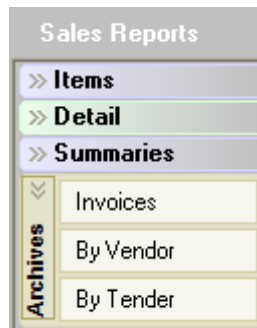 Sales Reports
Items
Detail
Summaries
Archives
Invoices
By Vendor
By Tender